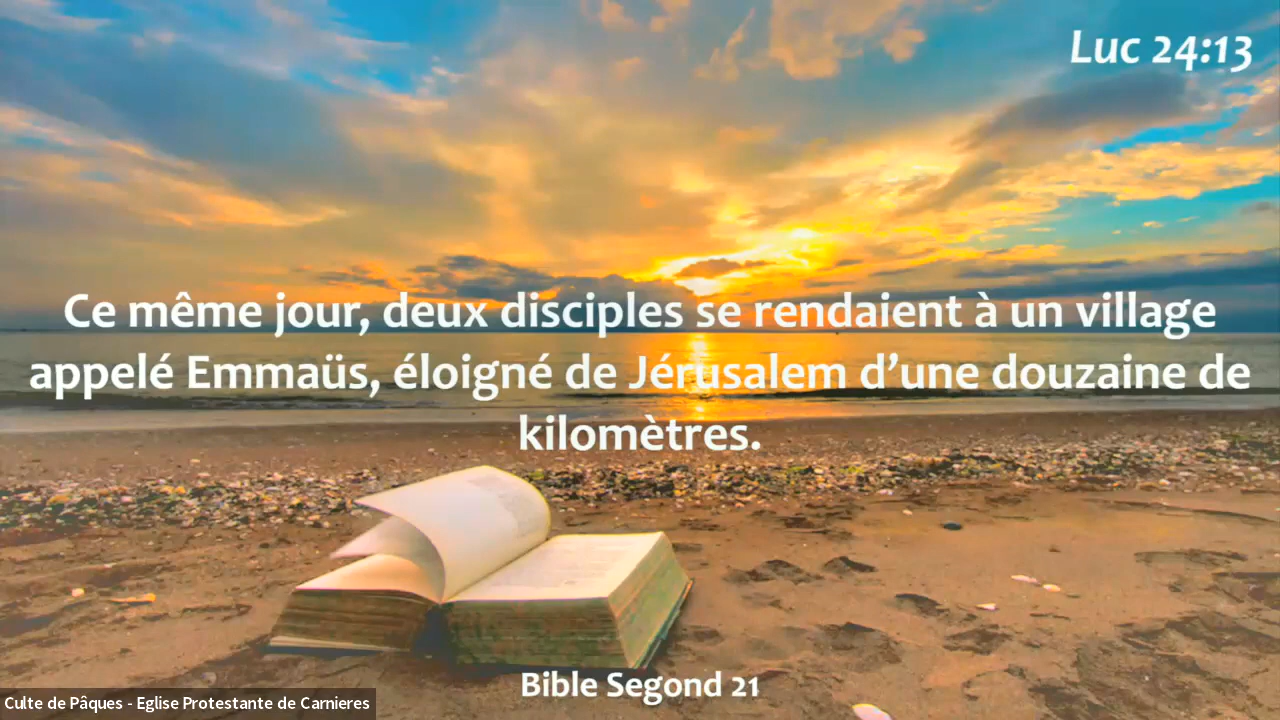 Luc 24:13
Ce même jour, deux disciples se rendaient à un village
appelé Emmaüs, éloigné de Jérusalem d’une douzaine de
kilomètres.
Bible Segond 21
Culte de Pâques - Eglise Protestante de Carnieres